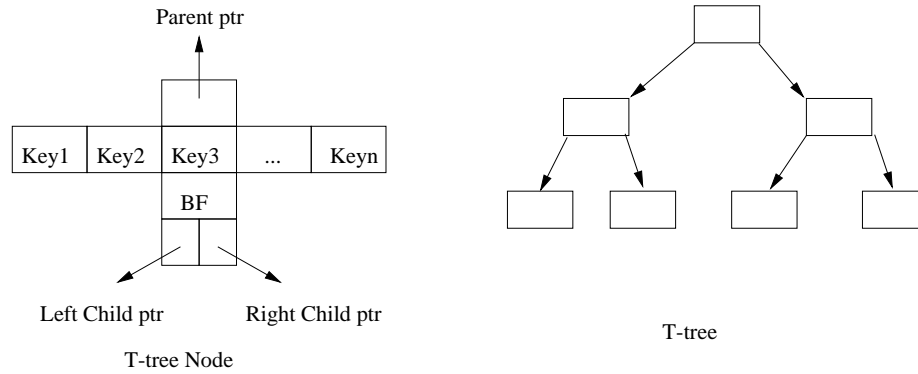 Parent ptr
Key1 Key2 Key3 ... Keyn
BF
Left Child ptr Right Child ptr
T-tree Node
T-tree